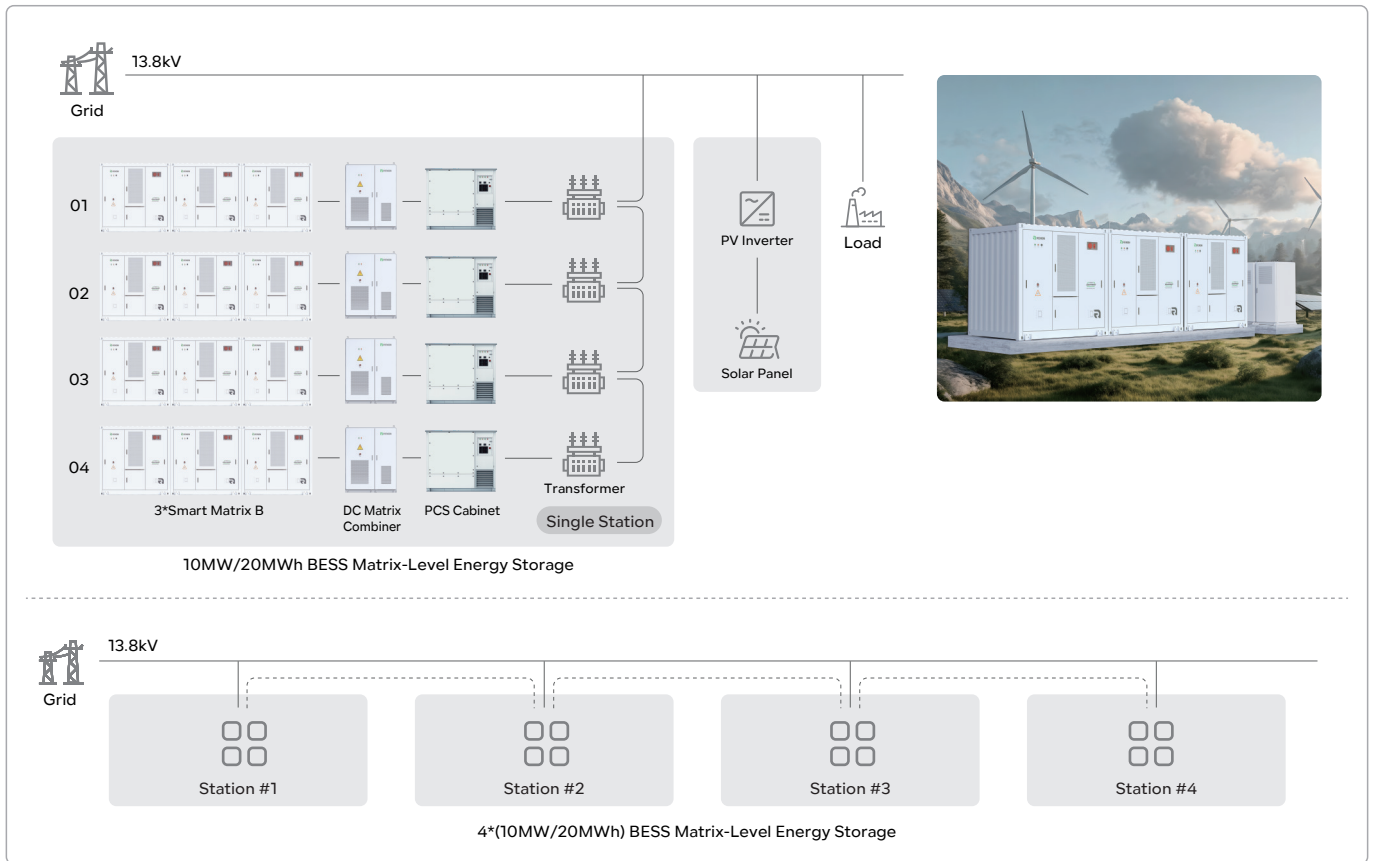 13.8kV
Grid
01
02
03
04
3*Smart Matrix B
DC Matrix
Combiner
PCS Cabinet
Transformer
Single Station
10MW/20MWh BESS Matrix-Level Energy Storage
PV Inverter
Solar Panel
Load
13.8kV
Grid
Station #1
Station #2
Station #3
Station #4
4*(10MW/20MWh) BESS Matrix-Level Energy Storage